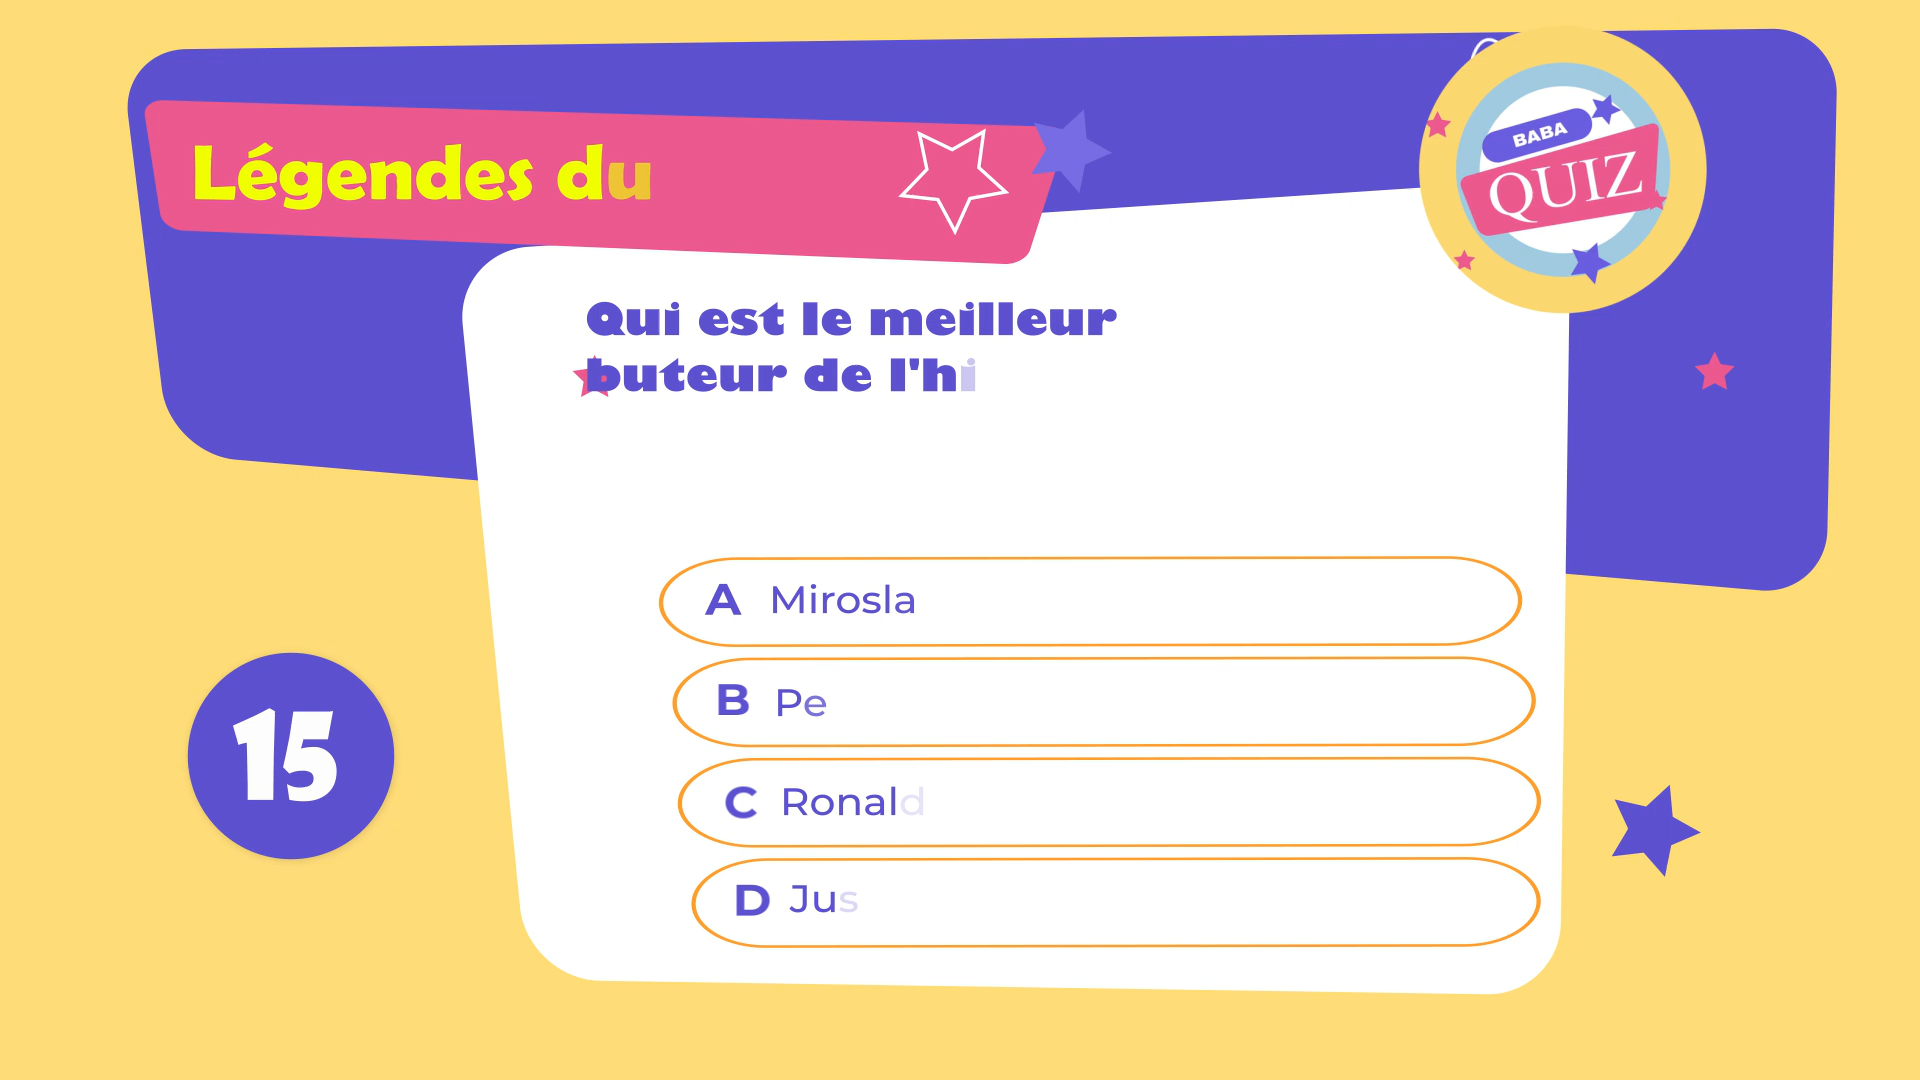 Légendes du
BABA
QUIZ
Qui est le meilleur
buteur de l'hi
A Mirosla
B Pe
C Ronald
D Jus
15